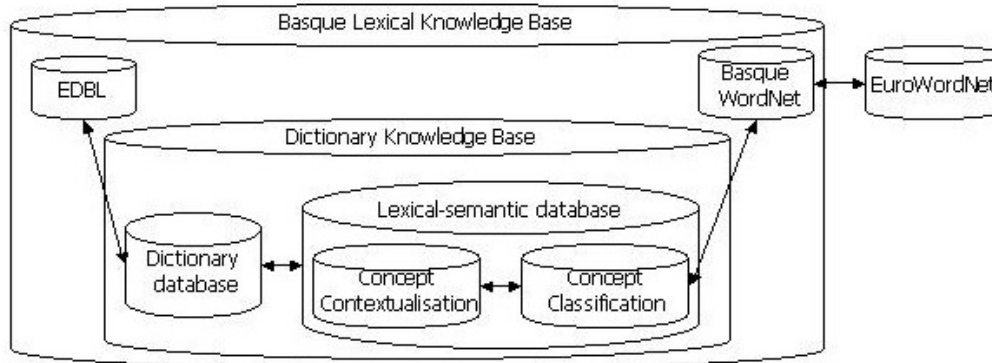 Basque Lexical Knowledge Base
EDBL
Basque
WordNet
EuroWordNet
Dictionary Knowledge Base
Lexical-semantic database
Dictionary
database
Concept
Contextualisation
Concept
Classification